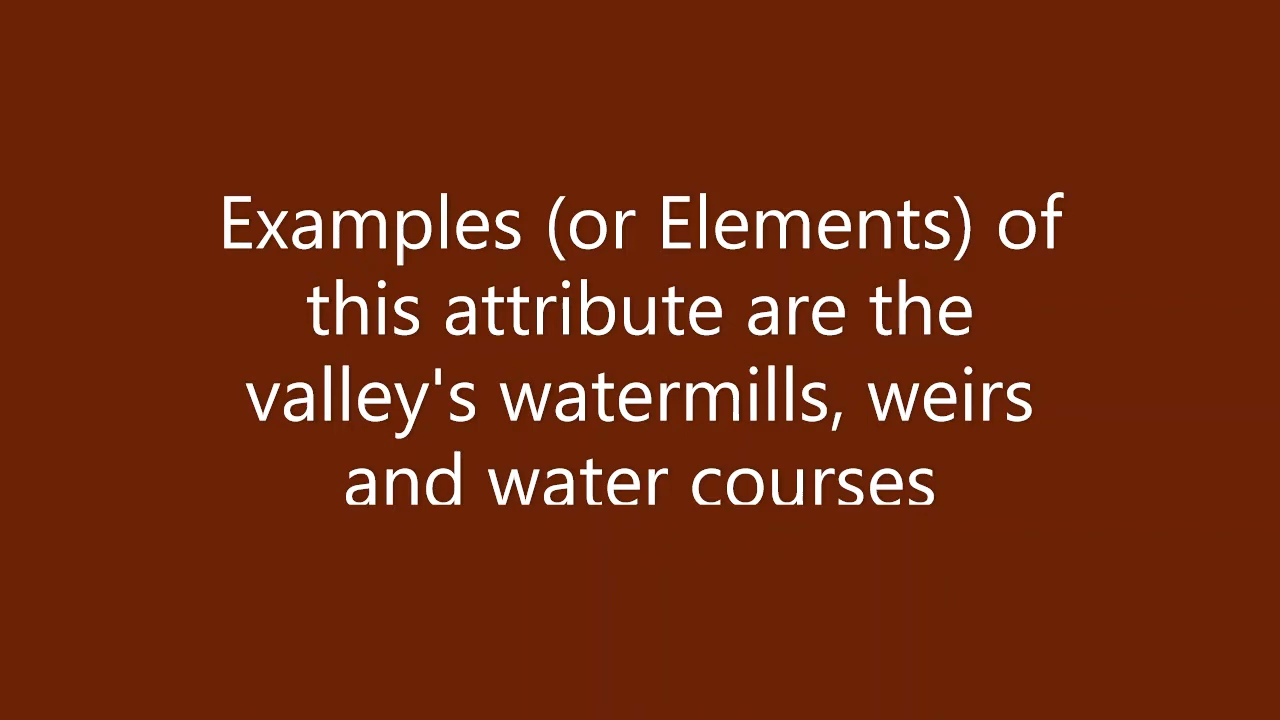 Examples (or Elements) of
this attribute are the
valley's watermills, weirs
and water courses